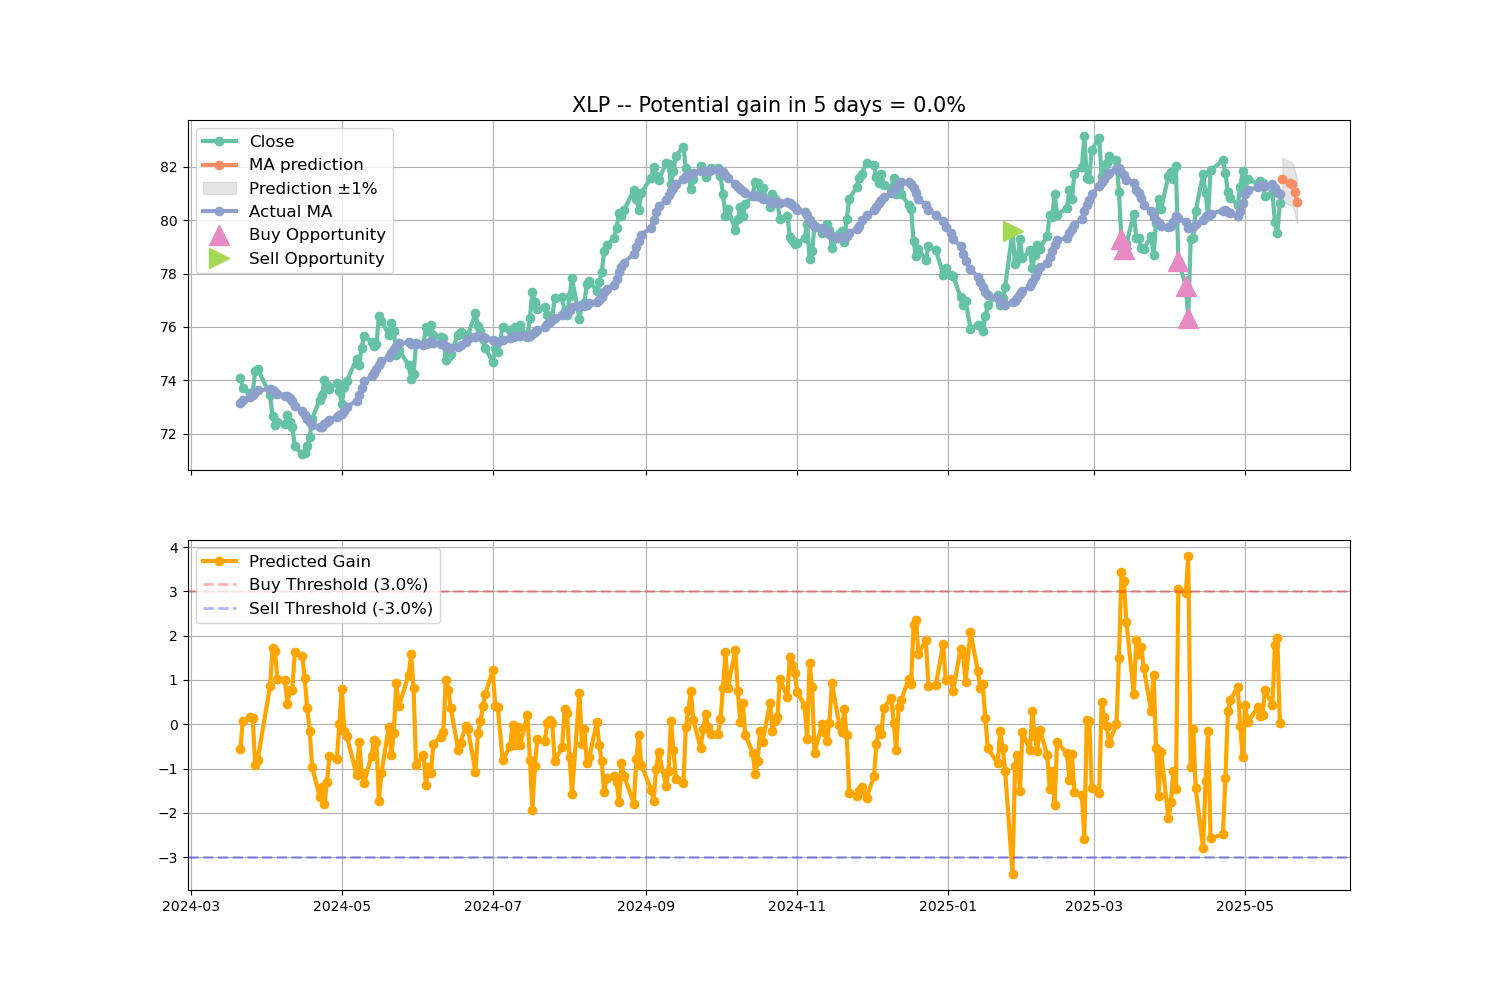 XLP -- Potential gain in 5 days = 0.0%
Close
MA prediction
Prediction ±1%
Actual MA
Buy Opportunity
Sell Opportunity
82
80
78
76
74
72
Predicted Gain
Buy Threshold (3.0%)
Sell Threshold (-3.0%)
4
3
2
1
0
−1
−2
−3
2024-03 2024-05 2024-07 2024-09 2024-11 2025-01 2025-03 2025-05